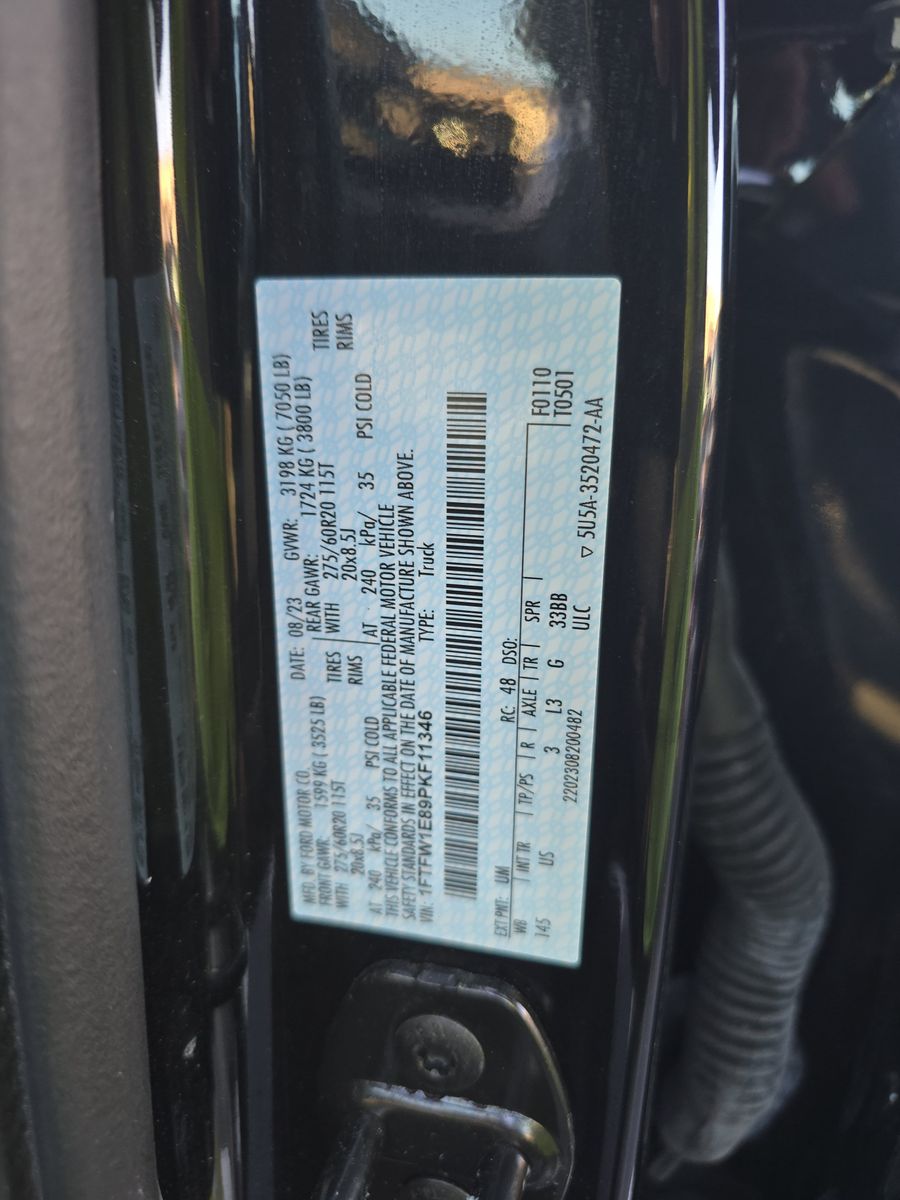 MFD. BY FORD MOTOR CO. DATE: 08/23 GVWR: 3198 KG ( 7050 LB)
FRONT GAWR: 1599 KG ( 3525 LB) REAR GAWR: 1724 KG ( 3800 LB)
WITH 275/60R20 115T TIRES WITH 275/60R20 115T TIRES
20x8.5J RIMS 20x8.5J RIMS
AT 240 kPa/ 35 PSI COLD AT 240 kPa/ 35 PSI COLD
THIS VEHICLE CONFORMS TO ALL APPLICABLE FEDERAL MOTOR VEHICLE
SAFETY STANDARDS IN EFFECT ON THE DATE OF MANUFACTURE SHOWN ABOVE.
VIN: 1FTFW1E89PKF11346 TYPE: Truck
EXT PNT: UM RC: 48 DSO: F0110
WB INT TR TP/PS R AXLE TR SPR T0501
145 US 3 L3 G 33BB
2202308200482 ULC ▽ 5U5A-3520472-AA